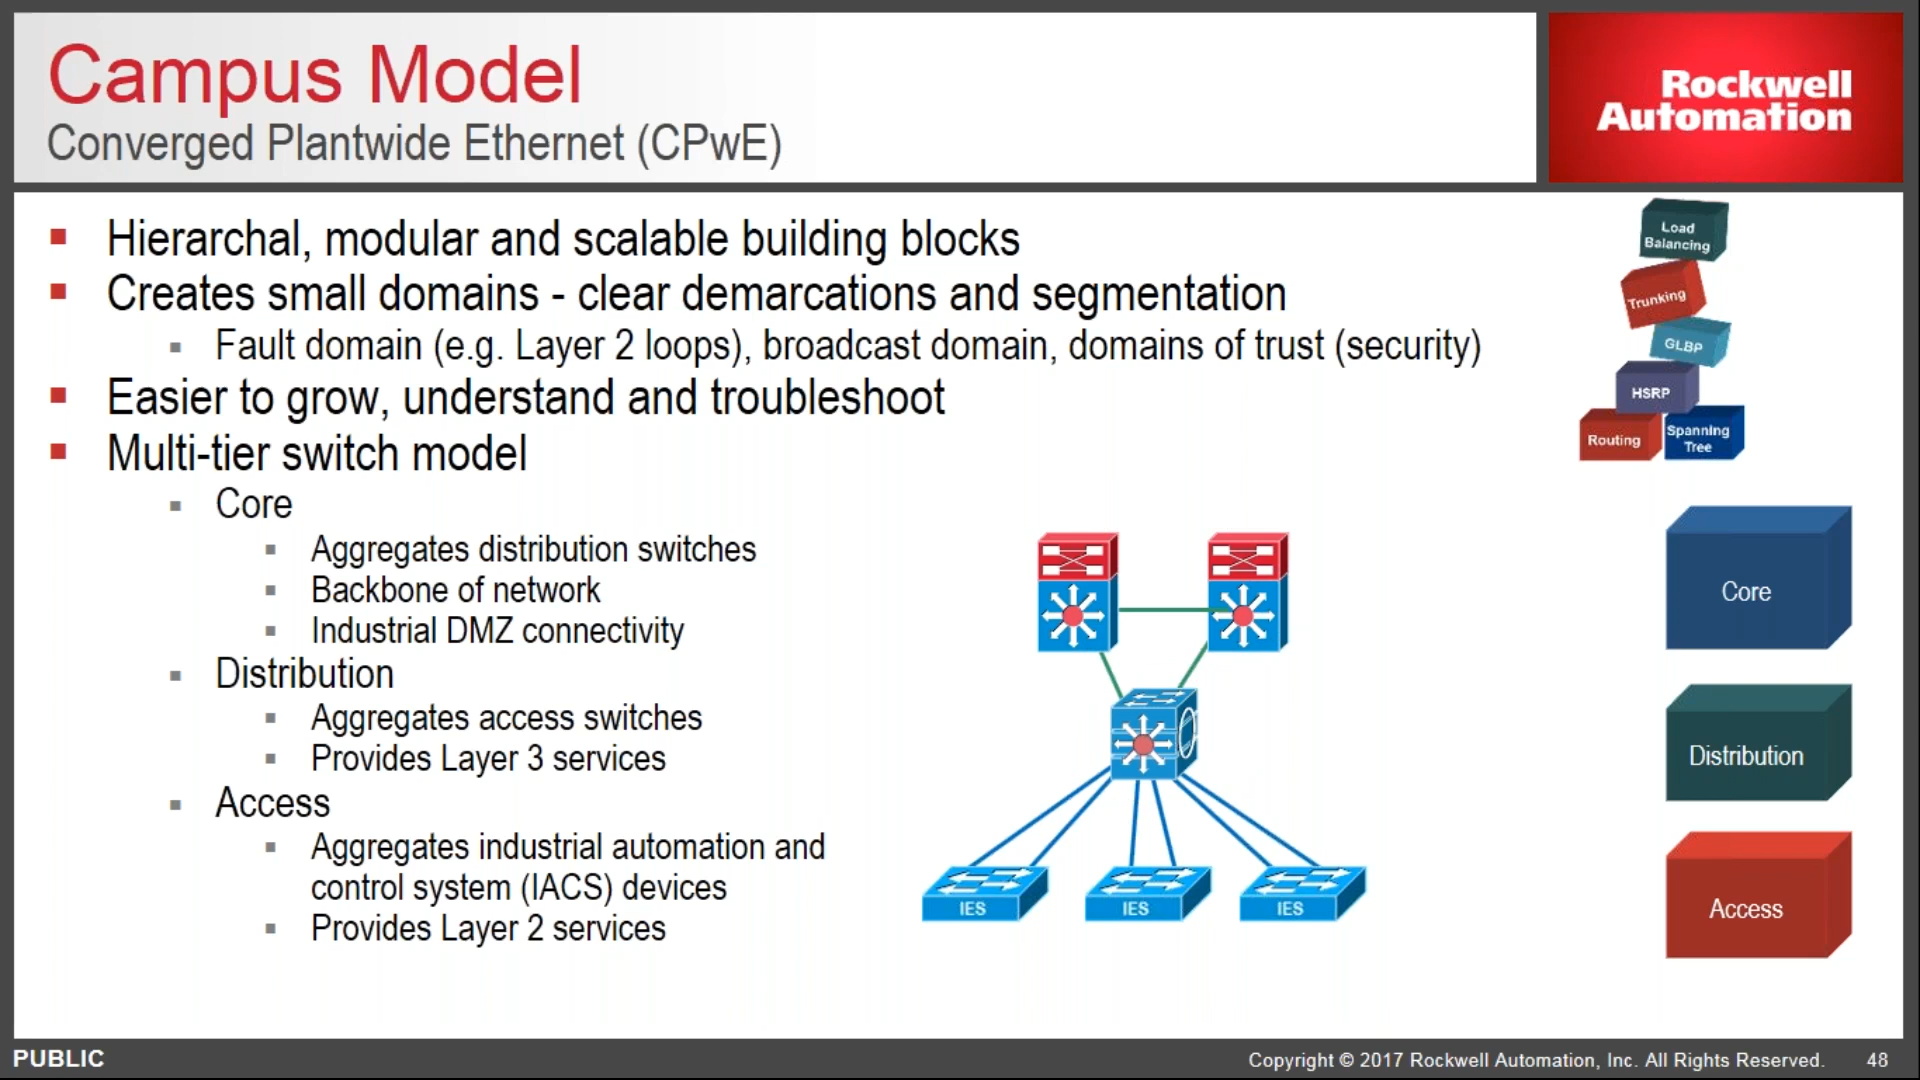 Campus Model
Converged Plantwide Ethernet (CPwE)
Rockwell
Automation
Hierarchal, modular and scalable building blocks
Creates small domains - clear demarcations and segmentation
Fault domain (e.g. Layer 2 loops), broadcast domain, domains of trust (security)
Easier to grow, understand and troubleshoot
Multi-tier switch model
Core
Aggregates distribution switches
Backbone of network
Industrial DMZ connectivity
Distribution
Aggregates access switches
Provides Layer 3 services
Access
Aggregates industrial automation and
control system (IACS) devices
Provides Layer 2 services
Load
Balancing
Trunking
GLBP
HSRP
Routing
Spanning
Tree
IES
IES
IES
Core
Distribution
Access
PUBLIC
Copyright © 2017 Rockwell Automation, Inc. All Rights Reserved.
48